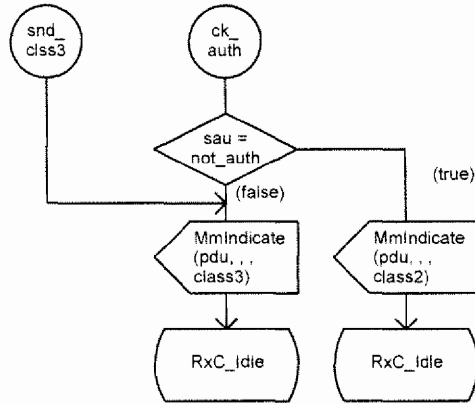 snd_
clss3
ck_
auth
sau =
not_auth
(false)
(true)
MmIndicate
(pdu, , ,
class3)
MmIndicate
(pdu, , ,
class2)
RxC_Idle
RxC_Idle